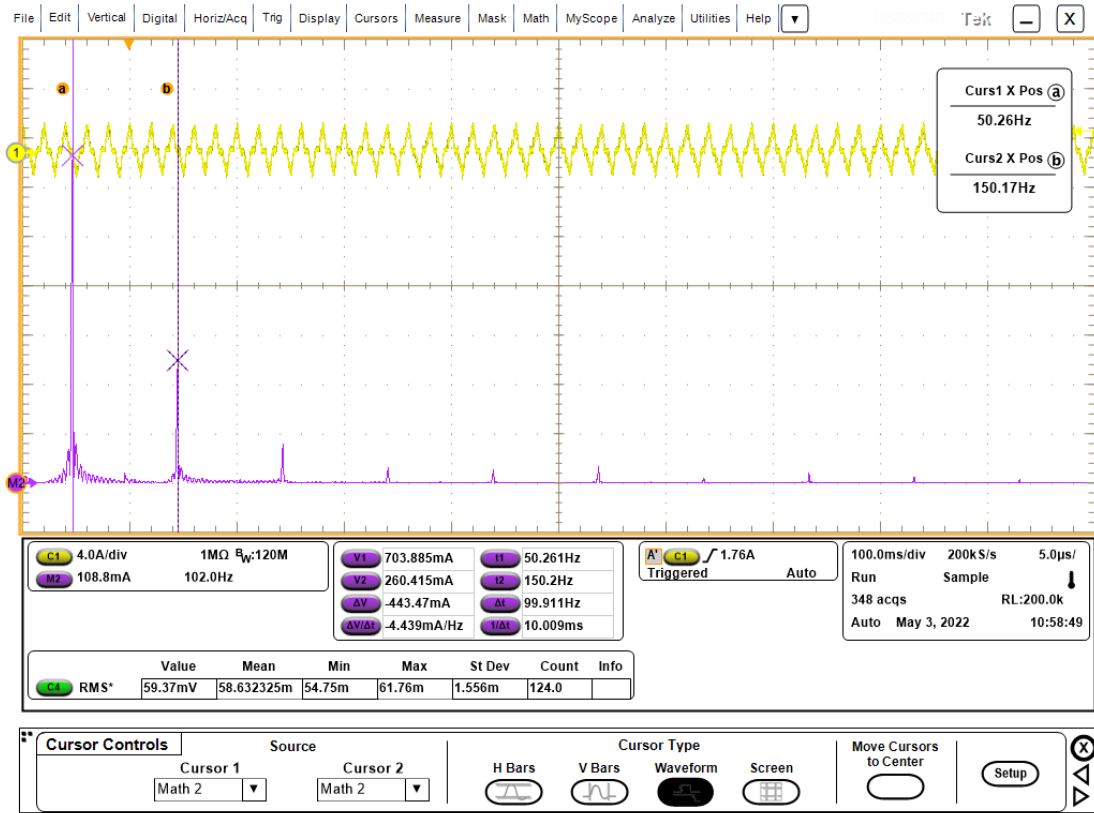 File Edit Vertical Digital Horiz/Acq Trig Display Cursors Measure Mask Math MyScope Analyze Utilities Help Tek X
a b
Curs1 X Pos a
50.26Hz
Curs2 X Pos b
150.17Hz
1
M2
C1 4.0A/div 1MΩ BW:120M
M2 108.8mA 102.0Hz
V1 703.885mA t1 50.261Hz
V2 260.415mA t2 150.2Hz
ΔV -443.47mA Δt 99.911Hz
ΔV/Δt -4.439mA/Hz 1/Δt 10.009ms
A' C1 1.76A
Triggered Auto
100.0ms/div 200kS/s 5.0µs/
Run Sample
348 acqs RL:200.0k
Auto May 3, 2022 10:58:49
Value Mean Min Max St Dev Count Info
C4 RMS* 59.37mV 58.632325m 54.75m 61.76m 1.556m 124.0
Cursor Controls Source Cursor Type Move Cursors to Center X
Cursor 1 Cursor 2 H Bars V Bars Waveform Screen Setup
Math 2 Math 2